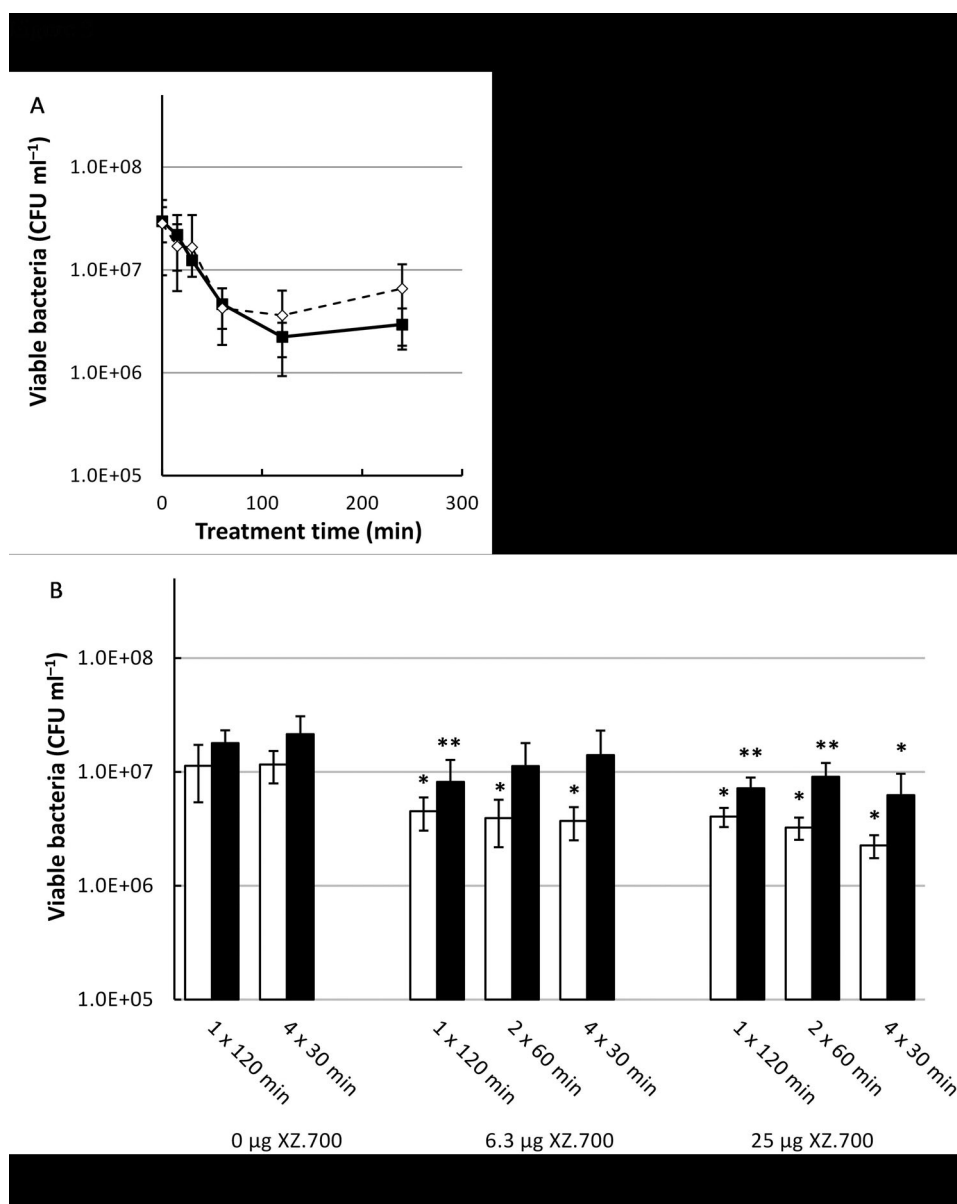 A
Viable bacteria (CFU ml⁻¹)
1.0E+08
1.0E+07
1.0E+06
1.0E+05
0 100 200 300
Treatment time (min)
B
Viable bacteria (CFU ml⁻¹)
1.0E+08
1.0E+07
1.0E+06
1.0E+05
* ** * * * ** * ** * *
1 x 120 min 4 x 30 min 1 x 120 min 2 x 60 min 4 x 30 min 1 x 120 min 2 x 60 min 4 x 30 min
0 µg XZ.700 6.3 µg XZ.700 25 µg XZ.700